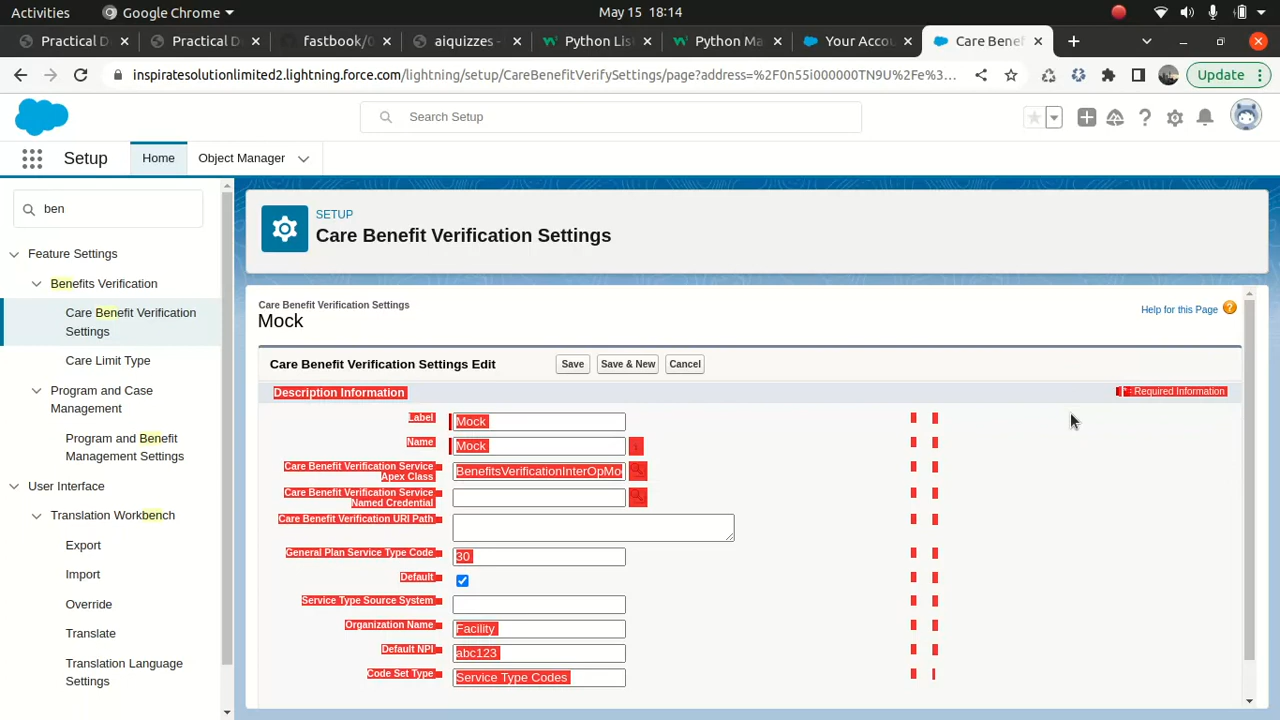 Activities
Google Chrome
May 15 18:14
Practical D
Practical D
fastbook/0
aiquizzes -
Python Lis
Python Ma
Your Accou
Care Benef
inspiratesolutionlimited2.lightning.force.com/lightning/setup/CareBenefitVerifySettings/page?address=%2F0n55i000000TN9U%2Fe%3...
Update
Search Setup
Setup
Home
Object Manager
ben
Feature Settings
Benefits Verification
Care Benefit Verification
Settings
Care Limit Type
Program and Case
Management
Program and Benefit
Management Settings
User Interface
Translation Workbench
Export
Import
Override
Translate
Translation Language
Settings
SETUP
Care Benefit Verification Settings
Care Benefit Verification Settings
Mock
Help for this Page
Care Benefit Verification Settings Edit
Save
Save & New
Cancel
Description Information
= Required Information
Label
Mock
Name
Mock
i
Care Benefit Verification Service
Apex Class
BenefitsVerificationInterOpMo
Care Benefit Verification Service
Named Credential
Care Benefit Verification URI Path
General Plan Service Type Code
30
Default
Service Type Source System
Organization Name
Facility
Default NPI
abc123
Code Set Type
Service Type Codes